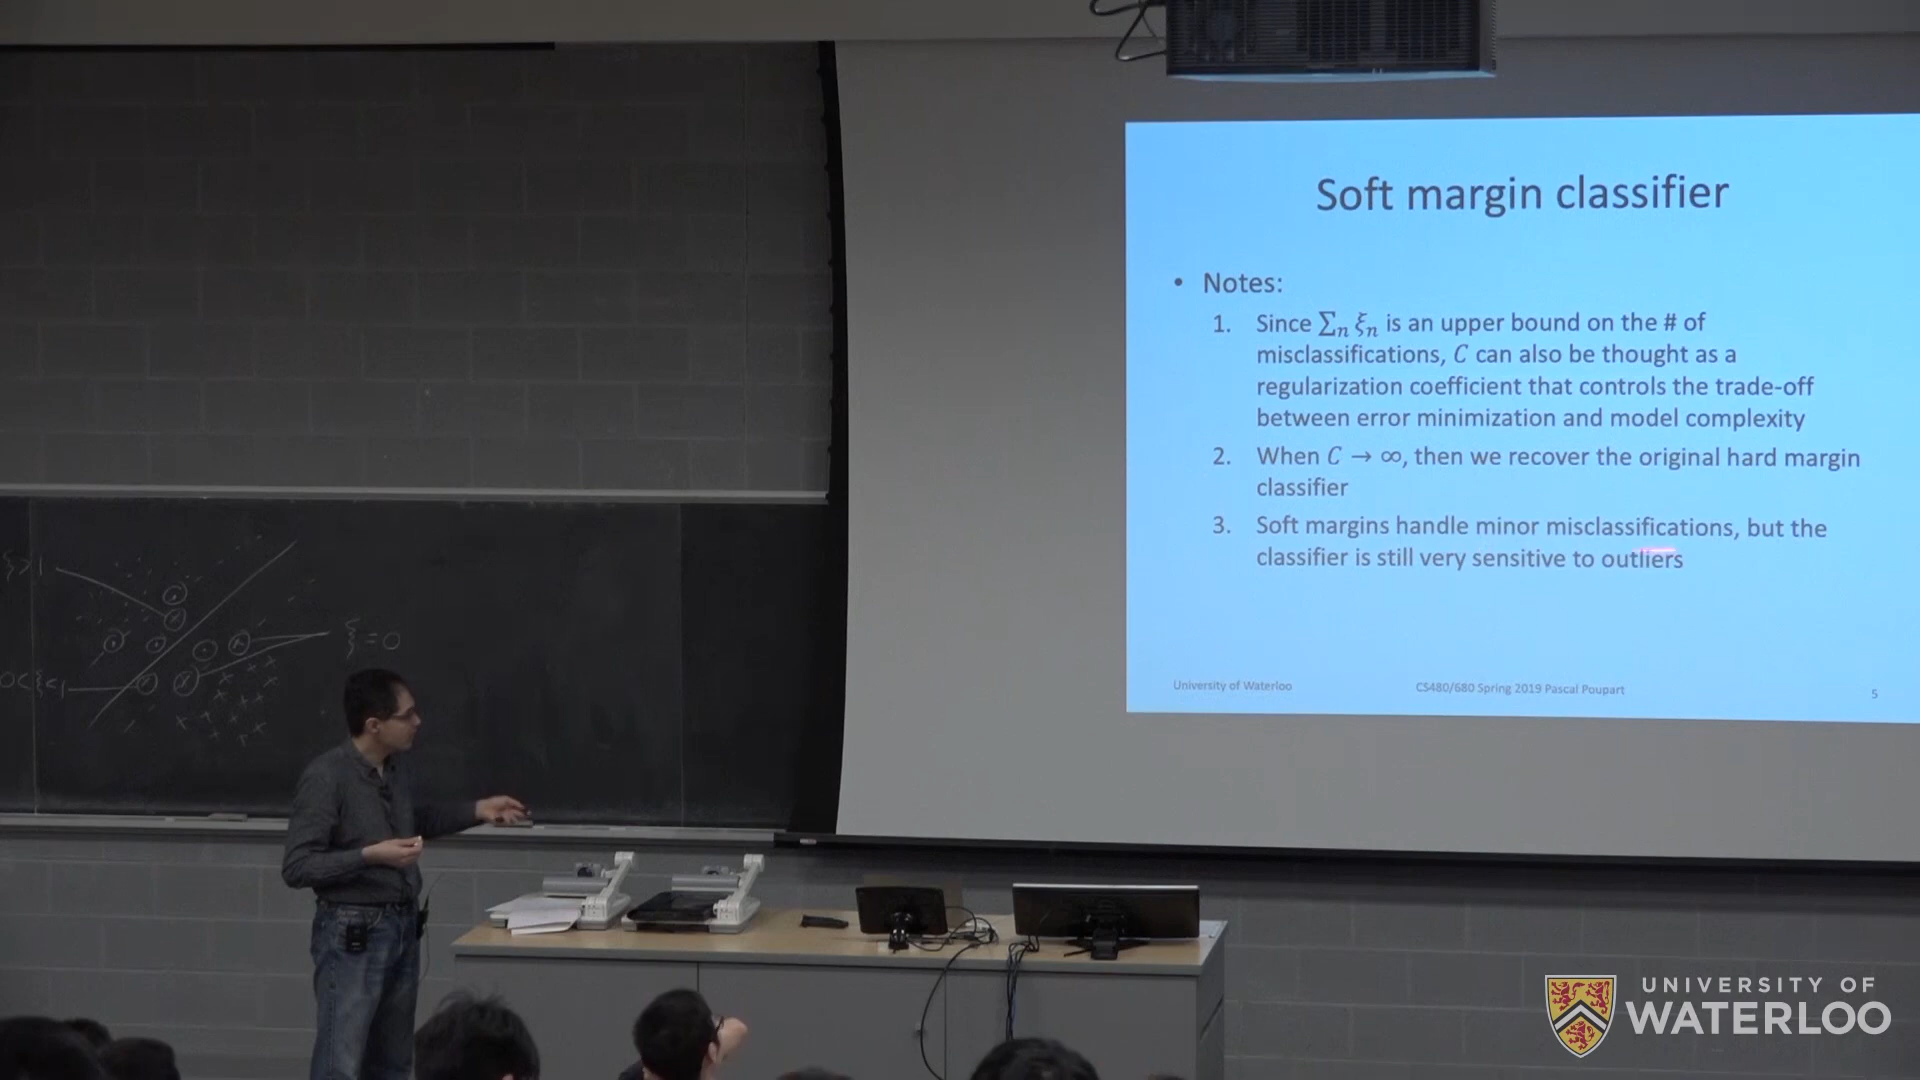 Soft margin classifier
• Notes:
1. Since ∑ₙ ξₙ is an upper bound on the # of
misclassifications, C can also be thought as a
regularization coefficient that controls the trade-off
between error minimization and model complexity
2. When C → ∞, then we recover the original hard margin
classifier
3. Soft margins handle minor misclassifications, but the
classifier is still very sensitive to outliers
University of Waterloo
CS480/680 Spring 2019 Pascal Poupart
5
ξ>1
ξ=0
0<ξ<1
UNIVERSITY OF
WATERLOO